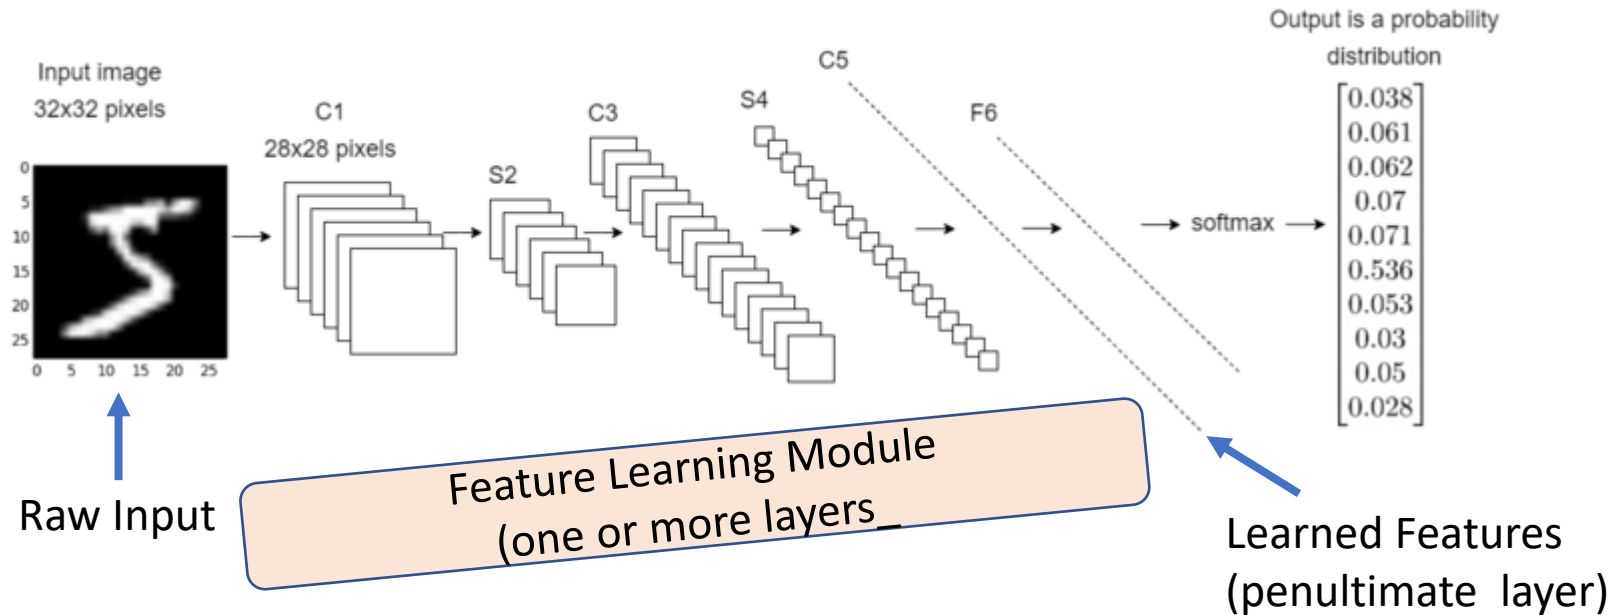 Output is a probability
distribution
Input image
32x32 pixels
C1
28x28 pixels
S2
C3
S4
C5
F6
0
5
10
15
20
25
0 5 10 15 20 25
softmax
0.038
0.061
0.062
0.07
0.071
0.536
0.053
0.03
0.05
0.028
Raw Input
Feature Learning Module
(one or more layers_
Learned Features
(penultimate layer)